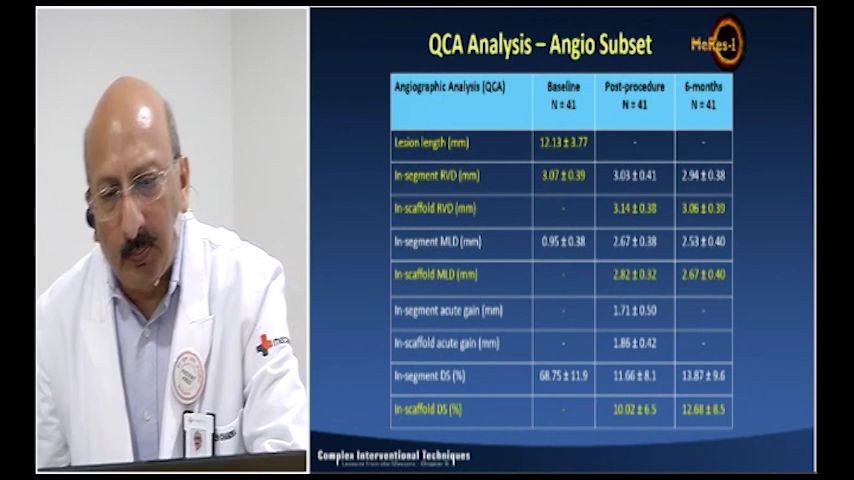 QCA Analysis – Angio Subset
MeRes-1
Angiographic Analysis (QCA) Baseline N = 41 Post-procedure N = 41 6-months N = 41
Lesion length (mm) 12.13 ± 3.77 - -
In-segment RVD (mm) 3.07 ± 0.39 3.03 ± 0.41 2.94 ± 0.38
In-scaffold RVD (mm) - 3.14 ± 0.38 3.06 ± 0.39
In-segment MLD (mm) 0.95 ± 0.38 2.67 ± 0.38 2.53 ± 0.40
In-scaffold MLD (mm) - 2.82 ± 0.32 2.67 ± 0.40
In-segment acute gain (mm) 1.71 ± 0.50 -
In-scaffold acute gain (mm) 1.86 ± 0.42 -
In-segment DS (%) 68.75 ± 11.9 11.66 ± 8.1 13.87 ± 9.6
In-scaffold DS (%) - 10.02 ± 6.5 12.68 ± 8.5
Complex Interventional Techniques
Lessons from the Masters - Chapter